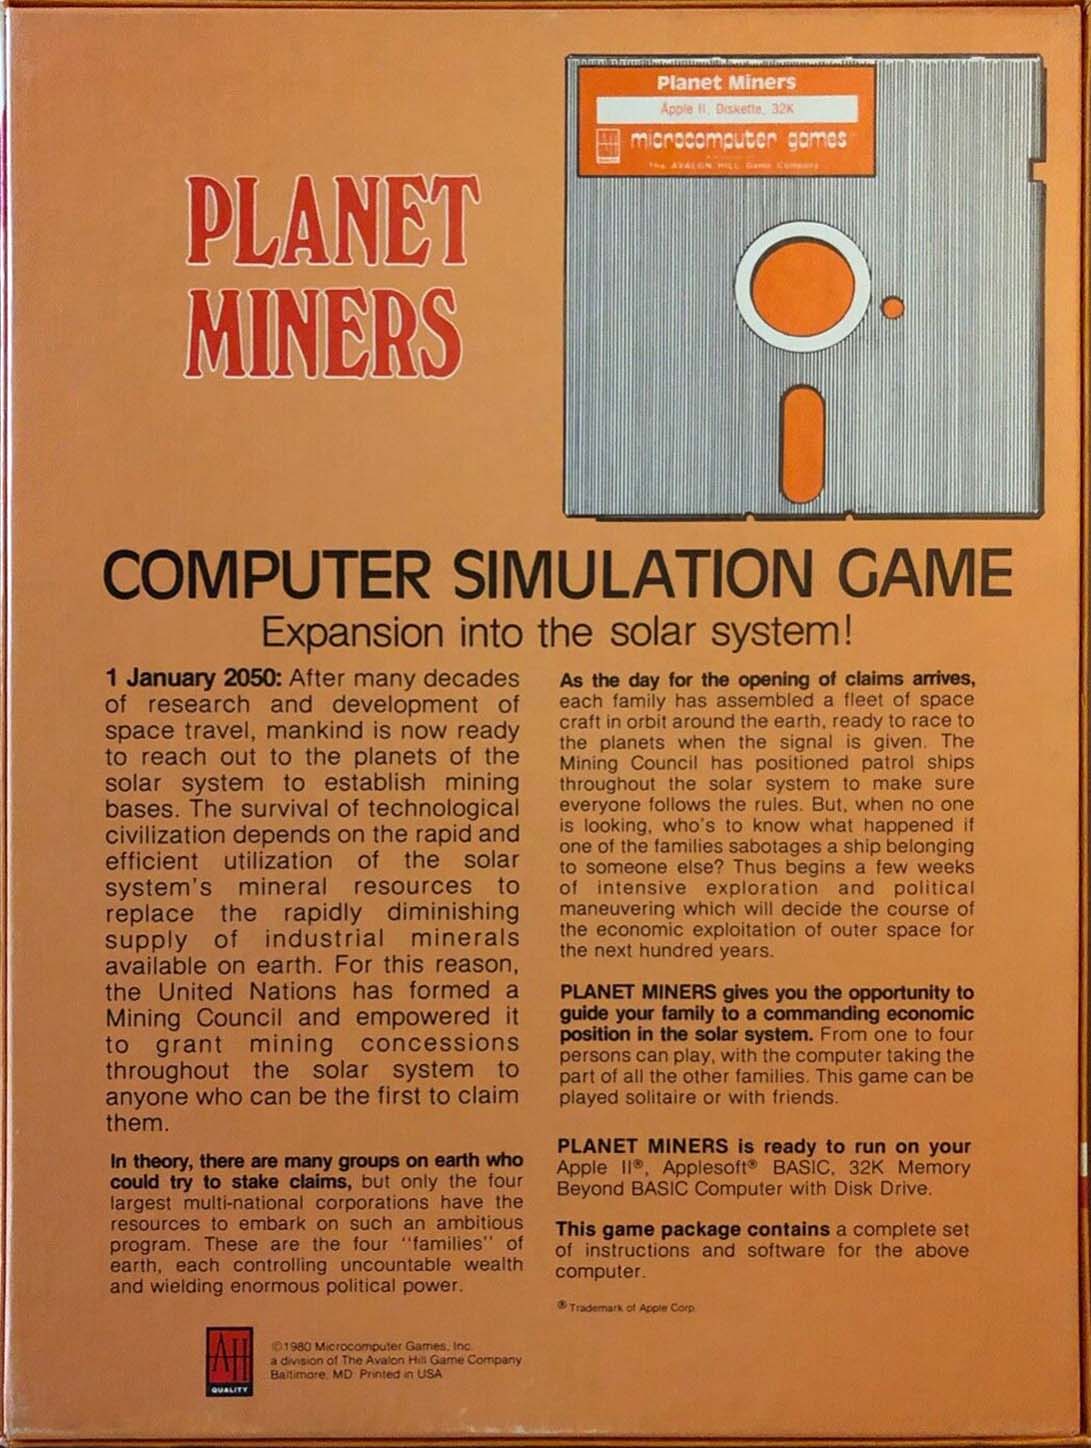 Planet Miners
Apple II, Diskette, 32K
AH
QUALITY
microcomputer games
The AVALON HILL Game Company
PLANET
MINERS
COMPUTER SIMULATION GAME
Expansion into the solar system!
1 January 2050: After many decades
of research and development of
space travel, mankind is now ready
to reach out to the planets of the
solar system to establish mining
bases. The survival of technological
civilization depends on the rapid and
efficient utilization of the solar
system's mineral resources to
replace the rapidly diminishing
supply of industrial minerals
available on earth. For this reason,
the United Nations has formed a
Mining Council and empowered it
to grant mining concessions
throughout the solar system to
anyone who can be the first to claim
them.
In theory, there are many groups on earth who
could try to stake claims, but only the four
largest multi-national corporations have the
resources to embark on such an ambitious
program. These are the four "families" of
earth, each controlling uncountable wealth
and wielding enormous political power.
As the day for the opening of claims arrives,
each family has assembled a fleet of space
craft in orbit around the earth, ready to race to
the planets when the signal is given. The
Mining Council has positioned patrol ships
throughout the solar system to make sure
everyone follows the rules. But, when no one
is looking, who's to know what happened if
one of the families sabotages a ship belonging
to someone else? Thus begins a few weeks
of intensive exploration and political
maneuvering which will decide the course of
the economic exploitation of outer space for
the next hundred years.
PLANET MINERS gives you the opportunity to
guide your family to a commanding economic
position in the solar system. From one to four
persons can play, with the computer taking the
part of all the other families. This game can be
played solitaire or with friends.
PLANET MINERS is ready to run on your
Apple II®, Applesoft® BASIC, 32K Memory
Beyond BASIC Computer with Disk Drive.
This game package contains a complete set
of instructions and software for the above
computer.
® Trademark of Apple Corp.
AH
QUALITY
©1980 Microcomputer Games, Inc.
a division of The Avalon Hill Game Company
Baltimore, MD Printed in USA